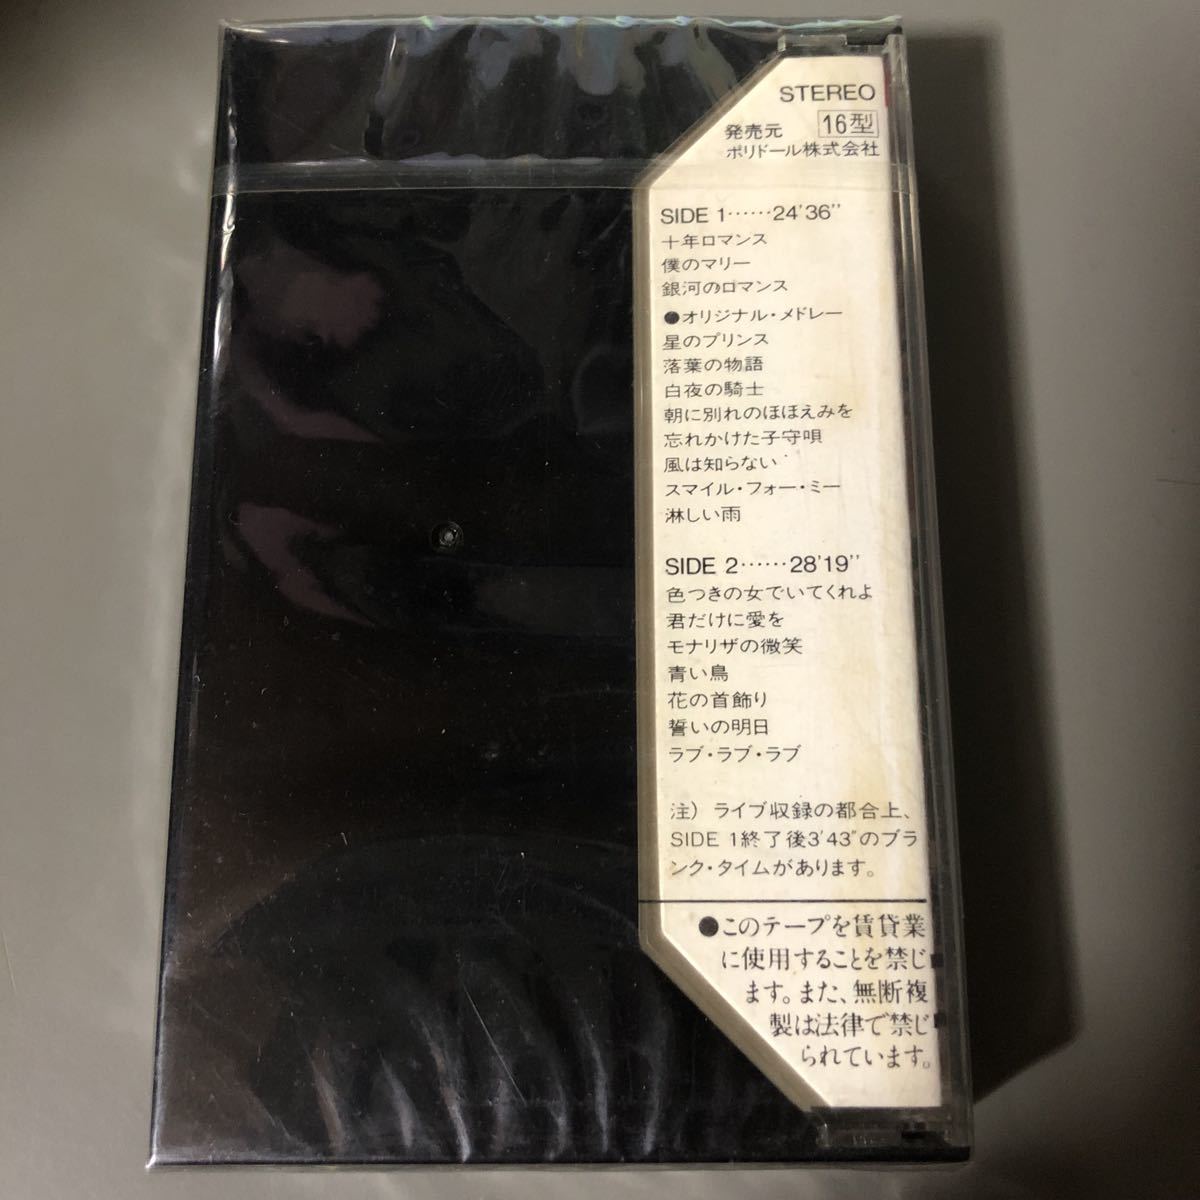 STEREO
発売元 16型
ポリドール株式会社
SIDE 1……24'36''
十年ロマンス
僕のマリー
銀河のロマンス
●オリジナル・メドレー
星のプリンス
落葉の物語
白夜の騎士
朝に別れのほほえみを
忘れかけた子守唄
風は知らない
スマイル・フォー・ミー
淋しい雨
SIDE 2……28'19''
色つきの女でいてくれよ
君だけに愛を
モナリザの微笑
青い鳥
花の首飾り
誓いの明日
ラブ・ラブ・ラブ
注）ライブ収録の都合上、
SIDE 1終了後3'43''のブラ
ンク・タイムがあります。
●このテープを賃貸業
に使用することを禁じ
ます。また、無断複
製は法律で禁じ
られています。